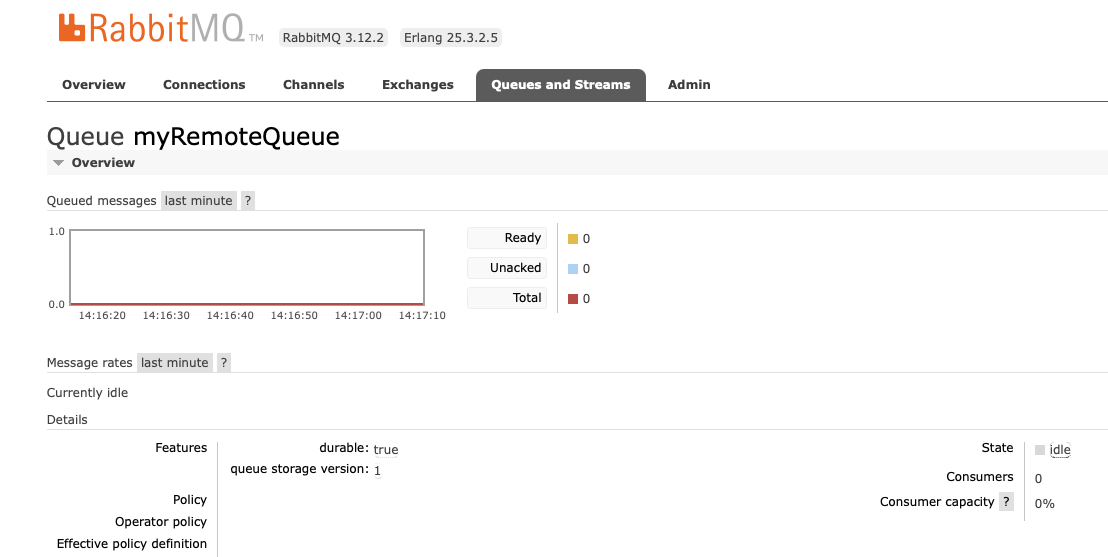 RabbitMQ TM RabbitMQ 3.12.2 Erlang 25.3.2.5
Overview Connections Channels Exchanges Queues and Streams Admin
Queue myRemoteQueue
Overview
Queued messages last minute ?
1.0
0.0
14:16:20 14:16:30 14:16:40 14:16:50 14:17:00 14:17:10
Ready 0
Unacked 0
Total 0
Message rates last minute ?
Currently idle
Details
Features durable: true
queue storage version: 1
Policy
Operator policy
Effective policy definition
State idle
Consumers 0
Consumer capacity ? 0%